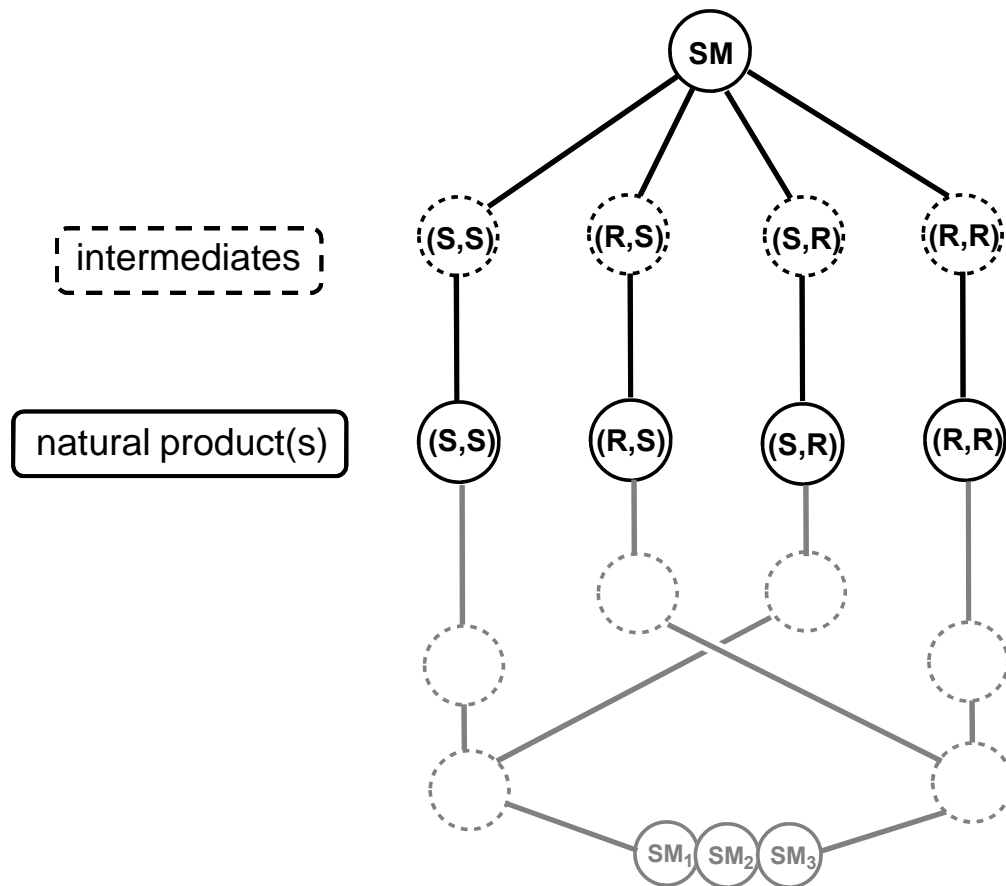 SM
intermediates
(S,S) (R,S) (S,R) (R,R)
natural product(s)
(S,S) (R,S) (S,R) (R,R)
SM₁ SM₂ SM₃